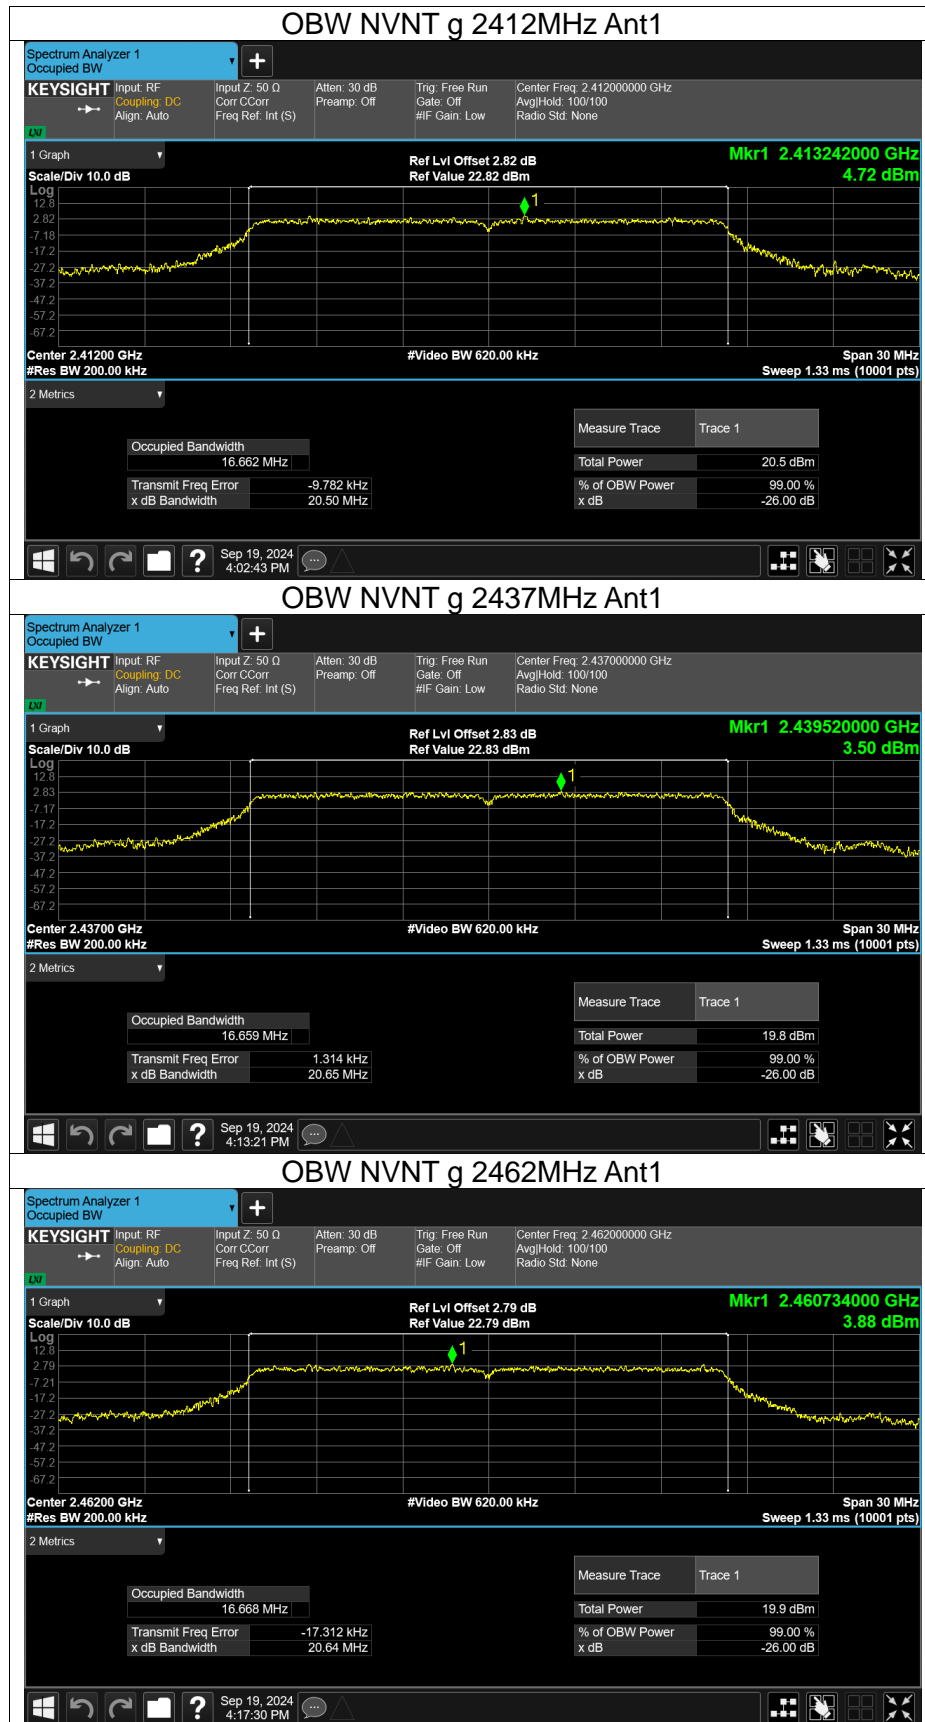 OBW NVNT g 2412MHz Ant1
Spectrum Analyzer 1
Occupied BW
KEYSIGHT
Input: RF
Coupling: DC
Align: Auto
Input Z: 50 Ω
Corr CCorr
Freq Ref: Int (S)
Atten: 30 dB
Preamp: Off
Trig: Free Run
Gate: Off
#IF Gain: Low
Center Freq: 2.412000000 GHz
Avg|Hold: 100/100
Radio Std: None
LXI
1 Graph
Scale/Div 10.0 dB
Ref Lvl Offset 2.82 dB
Ref Value 22.82 dBm
Mkr1 2.413242000 GHz
4.72 dBm
Log
12.8
2.82
-7.18
-17.2
-27.2
-37.2
-47.2
-57.2
-67.2
1
Center 2.41200 GHz
#Res BW 200.00 kHz
#Video BW 620.00 kHz
Span 30 MHz
Sweep 1.33 ms (10001 pts)
2 Metrics
Measure Trace Trace 1
Occupied Bandwidth
16.662 MHz
Total Power 20.5 dBm
Transmit Freq Error -9.782 kHz
% of OBW Power 99.00 %
x dB Bandwidth 20.50 MHz
x dB -26.00 dB
Sep 19, 2024
4:02:43 PM
OBW NVNT g 2437MHz Ant1
Spectrum Analyzer 1
Occupied BW
KEYSIGHT
Input: RF
Coupling: DC
Align: Auto
Input Z: 50 Ω
Corr CCorr
Freq Ref: Int (S)
Atten: 30 dB
Preamp: Off
Trig: Free Run
Gate: Off
#IF Gain: Low
Center Freq: 2.437000000 GHz
Avg|Hold: 100/100
Radio Std: None
LXI
1 Graph
Scale/Div 10.0 dB
Ref Lvl Offset 2.83 dB
Ref Value 22.83 dBm
Mkr1 2.439520000 GHz
3.50 dBm
Log
12.8
2.83
-7.17
-17.2
-27.2
-37.2
-47.2
-57.2
-67.2
1
Center 2.43700 GHz
#Res BW 200.00 kHz
#Video BW 620.00 kHz
Span 30 MHz
Sweep 1.33 ms (10001 pts)
2 Metrics
Measure Trace Trace 1
Occupied Bandwidth
16.659 MHz
Total Power 19.8 dBm
Transmit Freq Error 1.314 kHz
% of OBW Power 99.00 %
x dB Bandwidth 20.65 MHz
x dB -26.00 dB
Sep 19, 2024
4:13:21 PM
OBW NVNT g 2462MHz Ant1
Spectrum Analyzer 1
Occupied BW
KEYSIGHT
Input: RF
Coupling: DC
Align: Auto
Input Z: 50 Ω
Corr CCorr
Freq Ref: Int (S)
Atten: 30 dB
Preamp: Off
Trig: Free Run
Gate: Off
#IF Gain: Low
Center Freq: 2.462000000 GHz
Avg|Hold: 100/100
Radio Std: None
LXI
1 Graph
Scale/Div 10.0 dB
Ref Lvl Offset 2.79 dB
Ref Value 22.79 dBm
Mkr1 2.460734000 GHz
3.88 dBm
Log
12.8
2.79
-7.21
-17.2
-27.2
-37.2
-47.2
-57.2
-67.2
1
Center 2.46200 GHz
#Res BW 200.00 kHz
#Video BW 620.00 kHz
Span 30 MHz
Sweep 1.33 ms (10001 pts)
2 Metrics
Measure Trace Trace 1
Occupied Bandwidth
16.668 MHz
Total Power 19.9 dBm
Transmit Freq Error -17.312 kHz
% of OBW Power 99.00 %
x dB Bandwidth 20.64 MHz
x dB -26.00 dB
Sep 19, 2024
4:17:30 PM